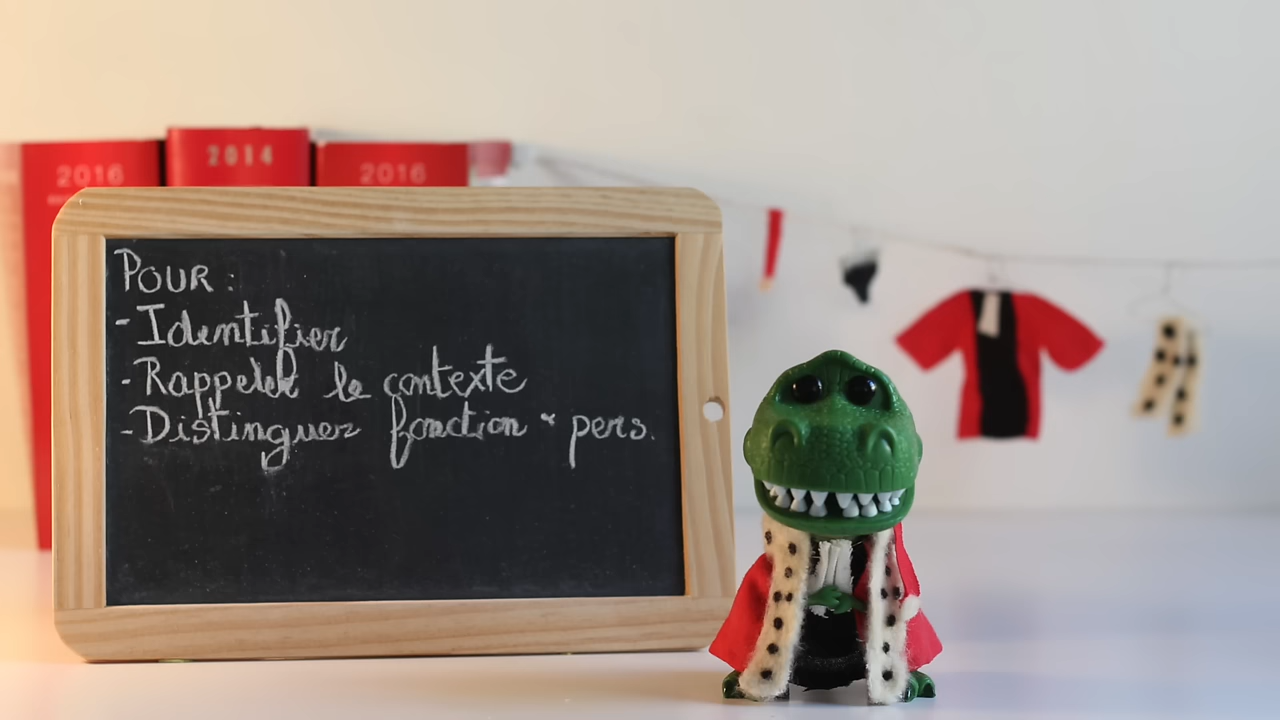 2016
2014
2016
POUR :
- Identifier
- Rappeler le contexte
- Distinguer fonction & pers.